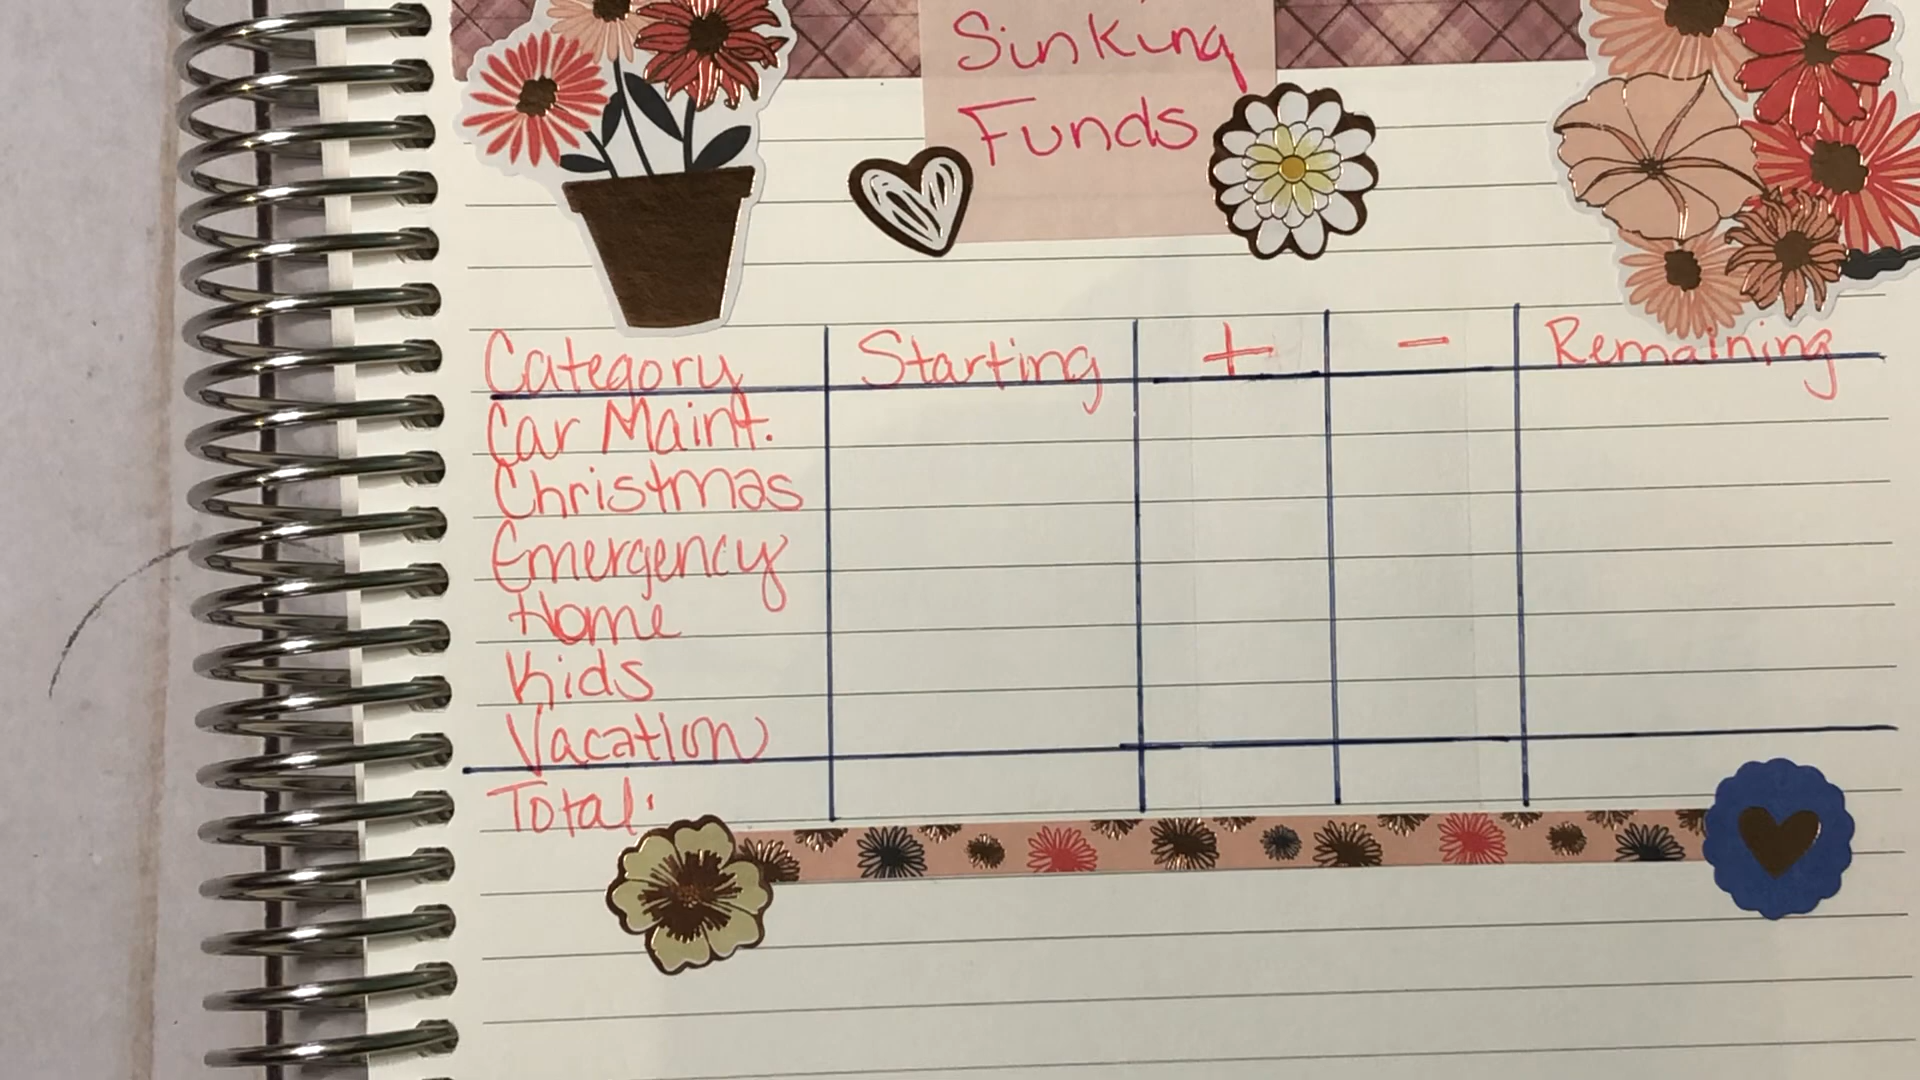 Sinking
Funds
Category Starting + - Remaining
Car Maint.
Christmas
Emergency
Home
Kids
Vacation
Total: